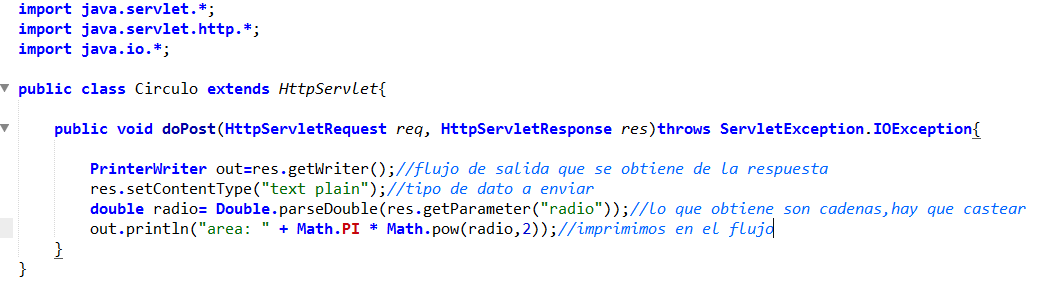 import java.servlet.*;
import java.servlet.http.*;
import java.io.*;
public class Circulo extends HttpServlet{
public void doPost(HttpServletRequest req, HttpServletResponse res)throws ServletException.IOException{
PrinterWriter out=res.getWriter();//flujo de salida que se obtiene de la respuesta
res.setContentType("text plain");//tipo de dato a enviar
double radio= Double.parseDouble(res.getParameter("radio"));//lo que obtiene son cadenas,hay que castear
out.println("area: " + Math.PI * Math.pow(radio,2));//imprimimos en el flujo
}
}